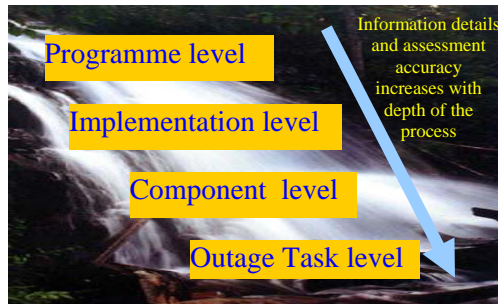 Programme level
Information details
and assessment
accuracy
increases with
depth of the
process
Implementation level
Component  level
Outage Task level